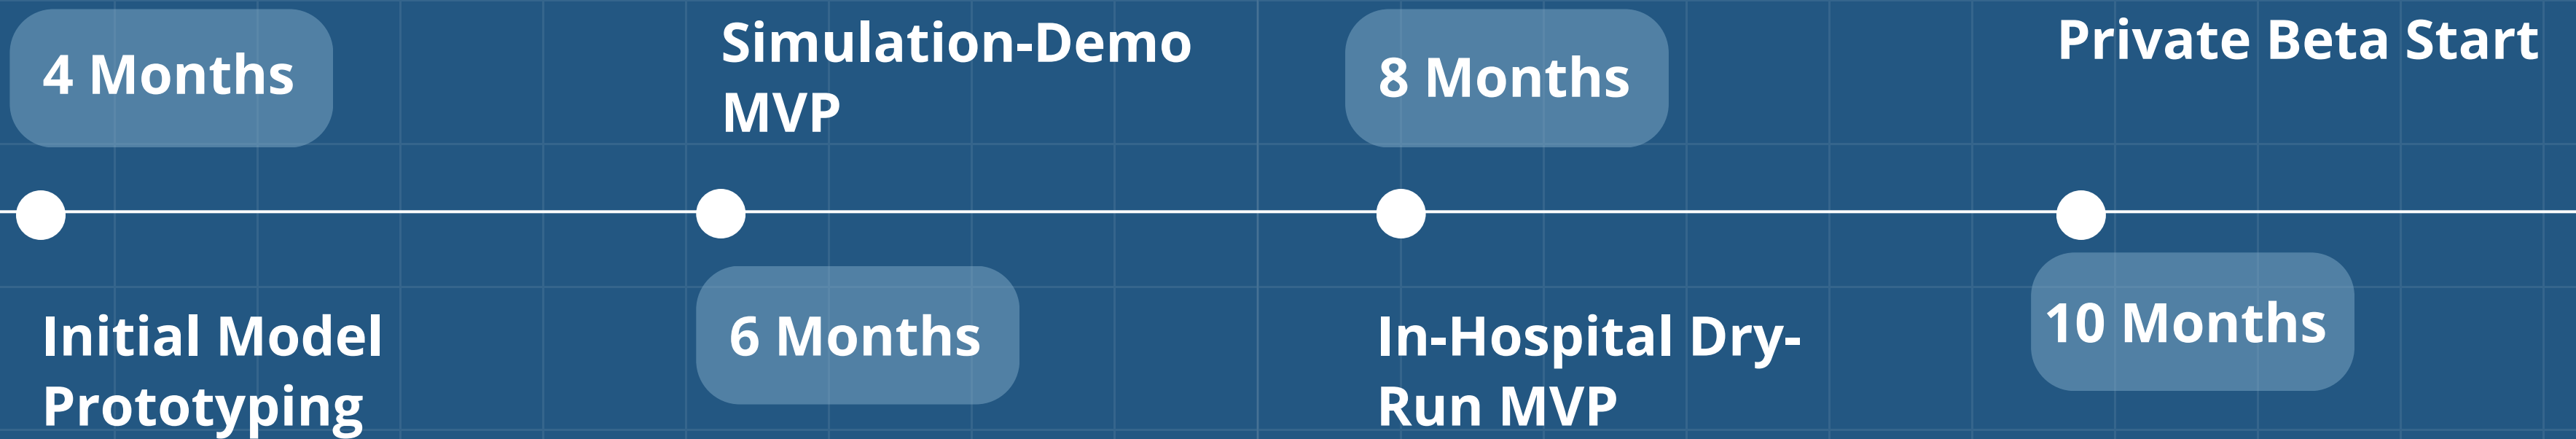 4 Months
Initial Model
Prototyping
Simulation-Demo
MVP
6 Months
8 Months
In-Hospital Dry-
Run MVP
Private Beta Start
10 Months